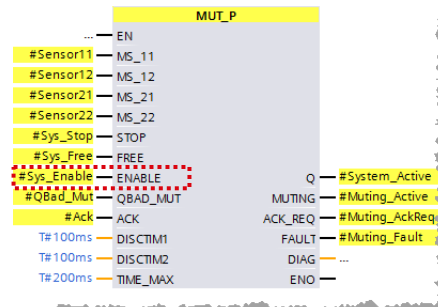 MUT_P
... EN
#Sensor11 MS_11
#Sensor12 MS_12
#Sensor21 MS_21
#Sensor22 MS_22
#Sys_Stop STOP
#Sys_Free FREE
#Sys_Enable ENABLE Q #System_Active
#QBad_Mut QBAD_MUT MUTING #Muting_Active
#Ack ACK ACK_REQ #Muting_AckReq
T#100ms DISCTIM1 FAULT #Muting_Fault
T#100ms DISCTIM2 DIAG ...
T#200ms TIME_MAX ENO